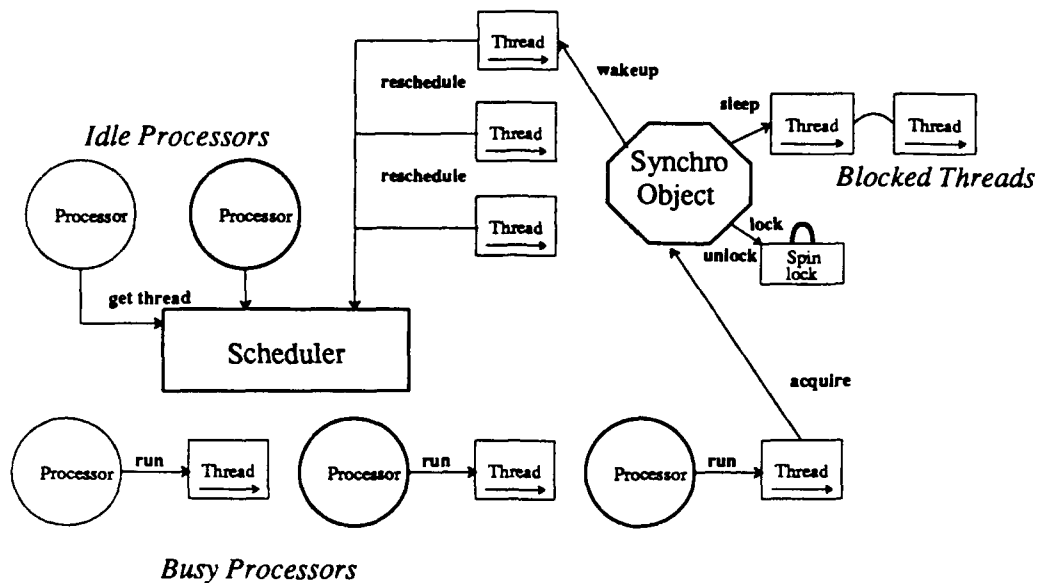 Thread
wakeup
reschedule
sleep
Thread
Thread
Thread
Idle Processors
Synchro
Object
Blocked Threads
reschedule
Processor
Processor
Thread
lock
unlock
Spin
lock
get thread
Scheduler
acquire
Processor
run
Thread
Processor
run
Thread
Processor
run
Thread
Busy Processors